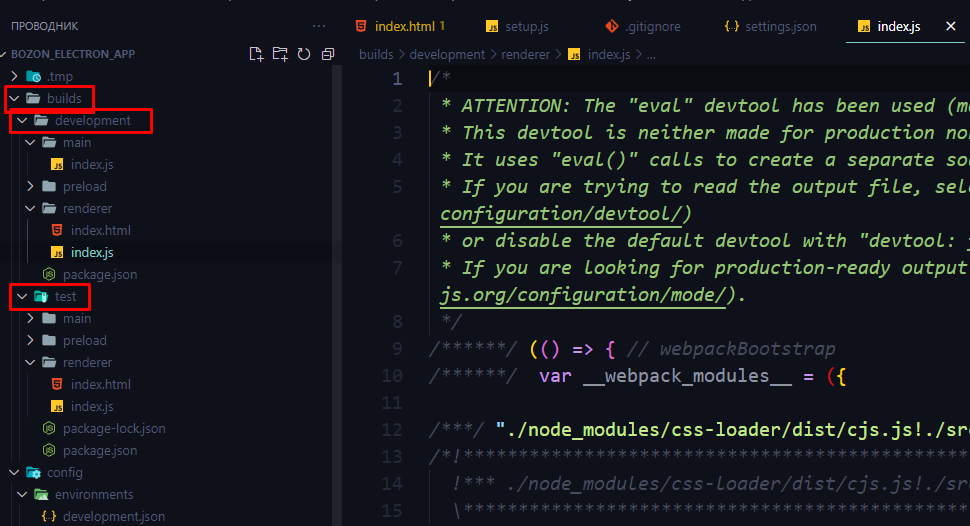 ПРОВОДНИК ...
BOZON_ELECTRON_APP
.tmp
builds
development
main
index.js
preload
renderer
index.html
index.js
package.json
test
main
preload
renderer
index.html
index.js
package-lock.json
package.json
config
environments
development.json
index.html 1 setup.js .gitignore settings.json index.js
builds > development > renderer > index.js > ...
1 /*
2 * ATTENTION: The "eval" devtool has been used (m
3 * This devtool is neither made for production no
4 * It uses "eval()" calls to create a separate so
5 * If you are trying to read the output file, sel
configuration/devtool/)
6 * or disable the default devtool with "devtool:
7 * If you are looking for production-ready output
js.org/configuration/mode/).
8 */
9 /******/ (() => { // webpackBootstrap
10 /******/ var __webpack_modules__ = ({
11
12 /***/ "./node_modules/css-loader/dist/cjs.js!./sr
13 /*!************************************************
14 !*** ./node_modules/css-loader/dist/cjs.js!./sr
15 \************************************************